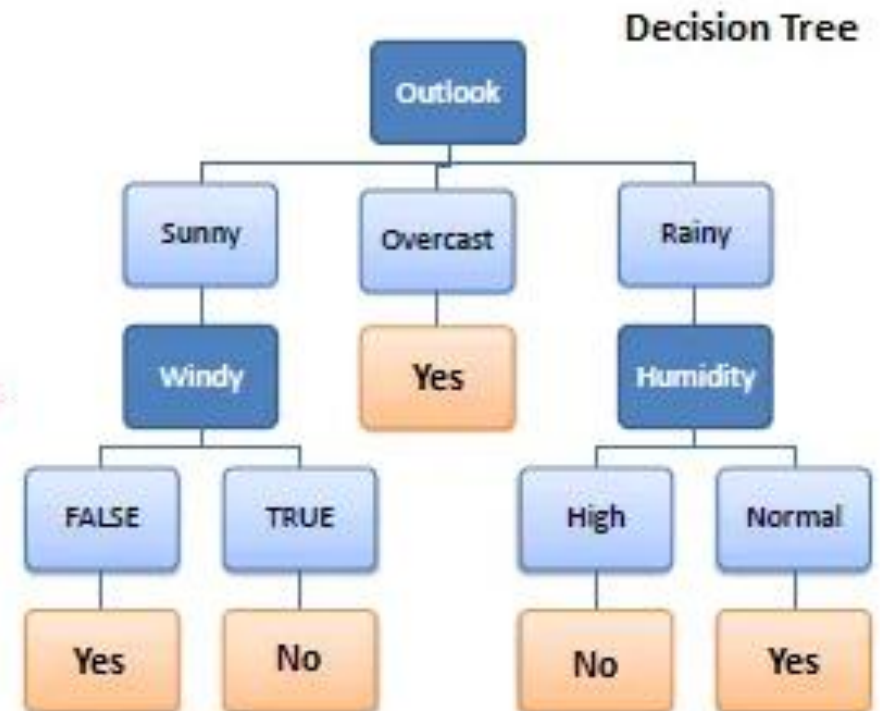 Decision Tree
Outlook
Sunny
Overcast
Rainy
Windy
Yes
Humidity
FALSE
TRUE
High
Normal
Yes
No
No
Yes